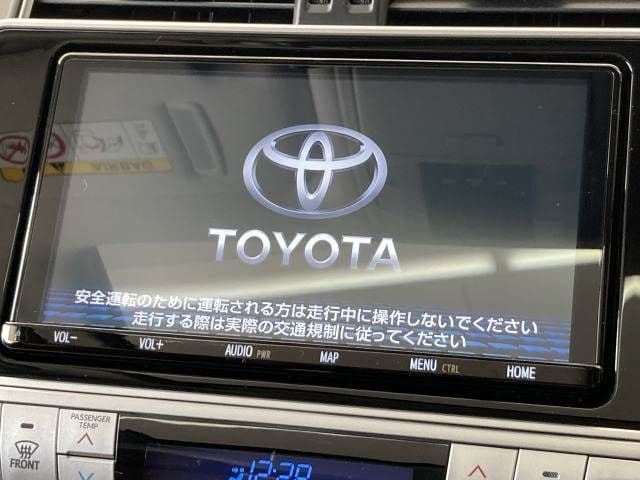 TOYOTA
安全運転のために運転される方は走行中に操作しないでください
走行する際は実際の交通規制に従ってください
VOL− VOL+ AUDIO PWR MAP MENU CTRL HOME
PASSENGER
TEMP
FRONT
12:29
AIRBAG